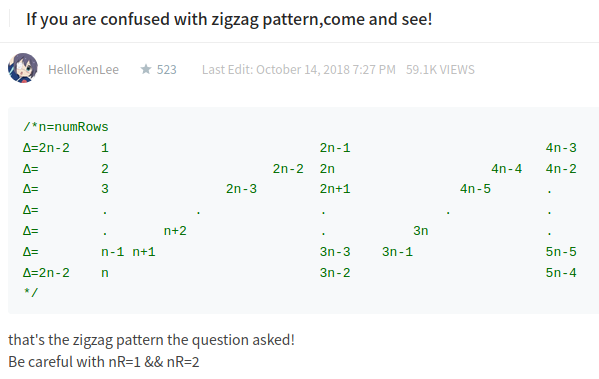 If you are confused with zigzag pattern,come and see!
HelloKenLee ★ 523 Last Edit: October 14, 2018 7:27 PM 59.1K VIEWS
/*n=numRows
Δ=2n-2 1 2n-1 4n-3
Δ= 2 2n-2 2n 4n-4 4n-2
Δ= 3 2n-3 2n+1 4n-5 .
Δ= . . . . .
Δ= . n+2 . 3n .
Δ= n-1 n+1 3n-3 3n-1 5n-5
Δ=2n-2 n 3n-2 5n-4
*/
that's the zigzag pattern the question asked!
Be careful with nR=1 && nR=2